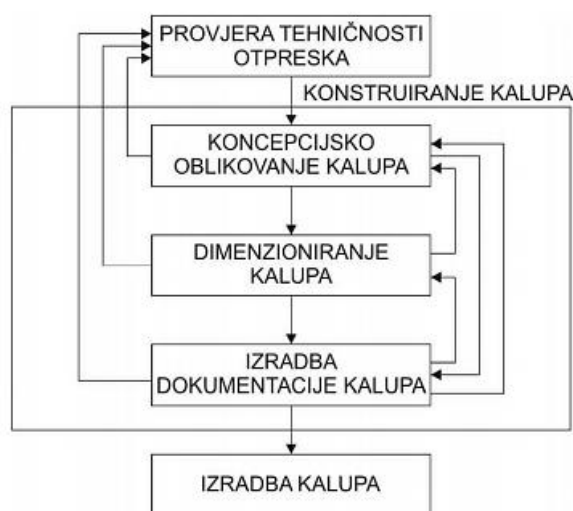 PROVJERA TEHNIČNOSTI
OTPRESKA
KONSTRUIRANJE KALUPA
KONCEPCIJSKO
OBLIKOVANJE KALUPA
DIMENZIONIRANJE
KALUPA
IZRADBA
DOKUMENTACIJE KALUPA
IZRADBA KALUPA